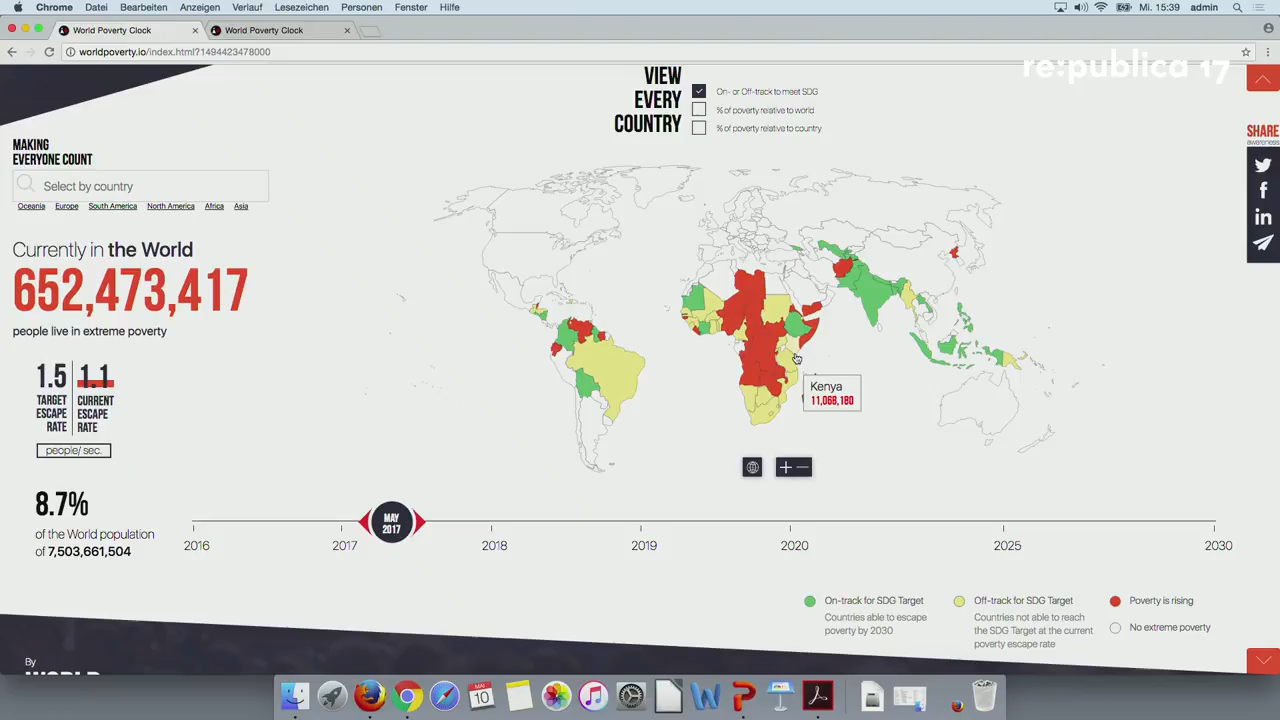 Chrome Datei Bearbeiten Anzeigen Verlauf Lesezeichen Personen Fenster Hilfe Mi. 15:39 admin
World Poverty Clock
World Poverty Clock
worldpoverty.io/index.html?1494423478000
re:publica 17
VIEW
EVERY
COUNTRY
On- or Off-track to meet SDG
% of poverty relative to world
% of poverty relative to country
MAKING
EVERYONE COUNT
Select by country
Oceania Europe South America North America Africa Asia
SHARE
awareness
Currently in the World
652,473,417
people live in extreme poverty
1.5 1.1
TARGET ESCAPE RATE
CURRENT ESCAPE RATE
people/ sec.
Kenya
11,068,180
8.7%
of the World population
of 7,503,661,504
MAY
2017
2016 2017 2018 2019 2020 2025 2030
On-track for SDG Target
Countries able to escape
poverty by 2030
Off-track for SDG Target
Countries not able to reach
the SDG Target at the current
poverty escape rate
Poverty is rising
No extreme poverty
By
WORLD
MAI
10